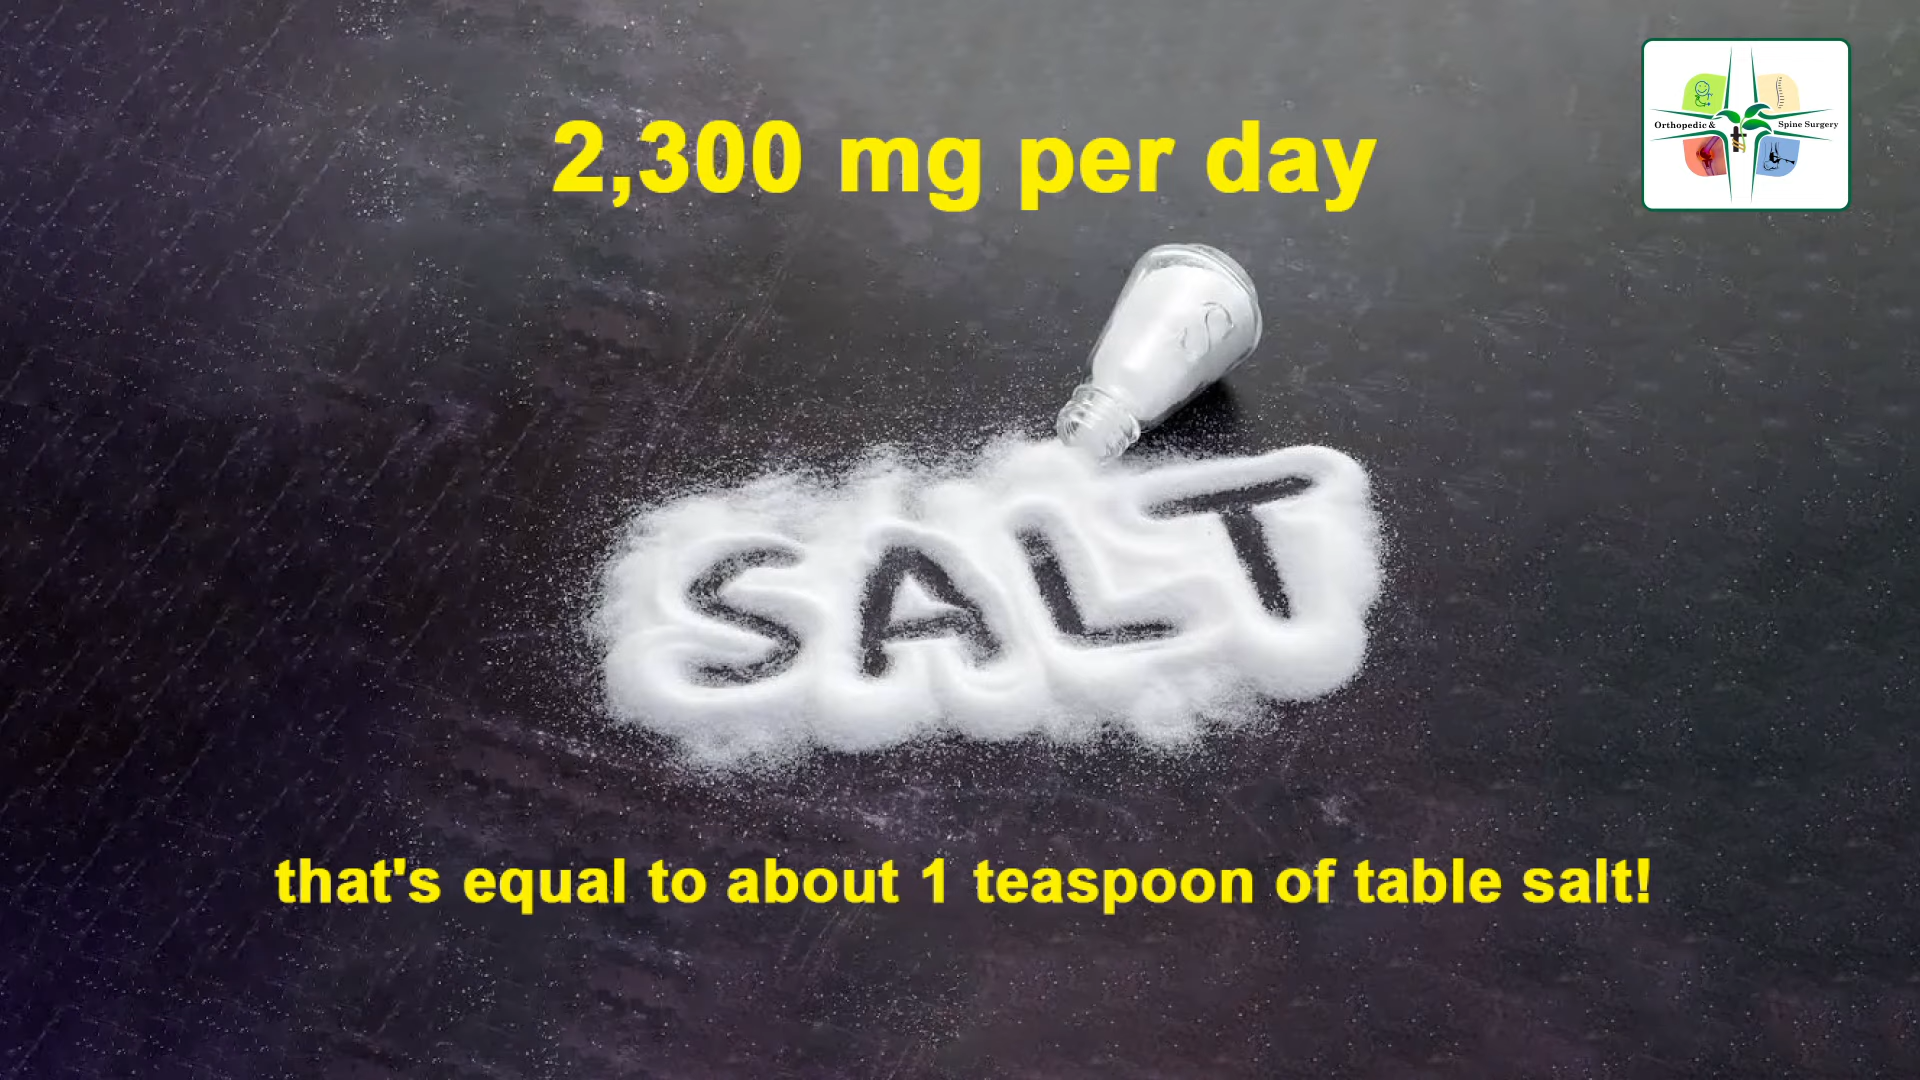 2,300 mg per day
Orthopedic & Spine Surgery
S
SALT
that's equal to about 1 teaspoon of table salt!